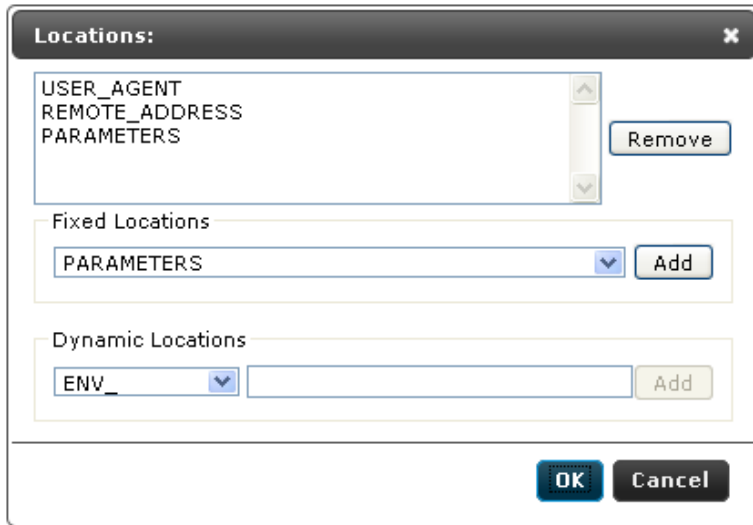 Locations:
USER_AGENT
REMOTE_ADDRESS
PARAMETERS
Remove
Fixed Locations
PARAMETERS
Add
Dynamic Locations
ENV_
Add
OK
Cancel